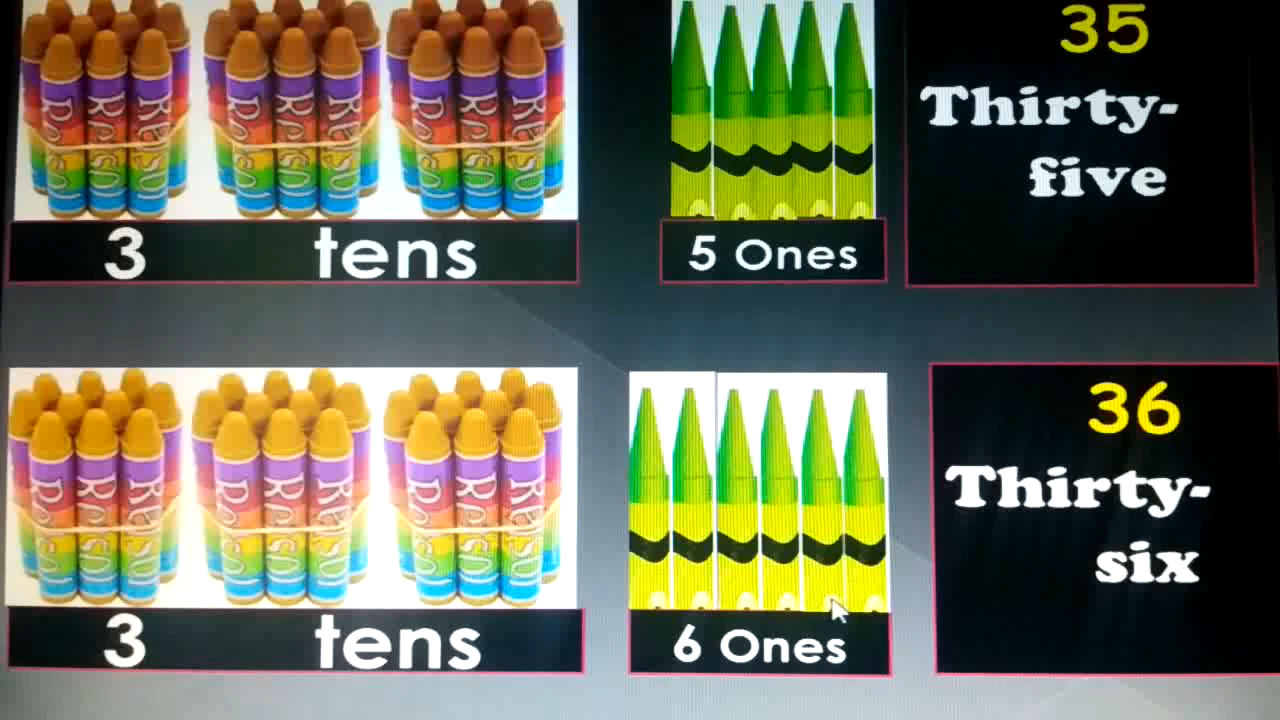 35
Thirty-
five
3 tens
5 Ones
36
Thirty-
six
3 tens
6 Ones